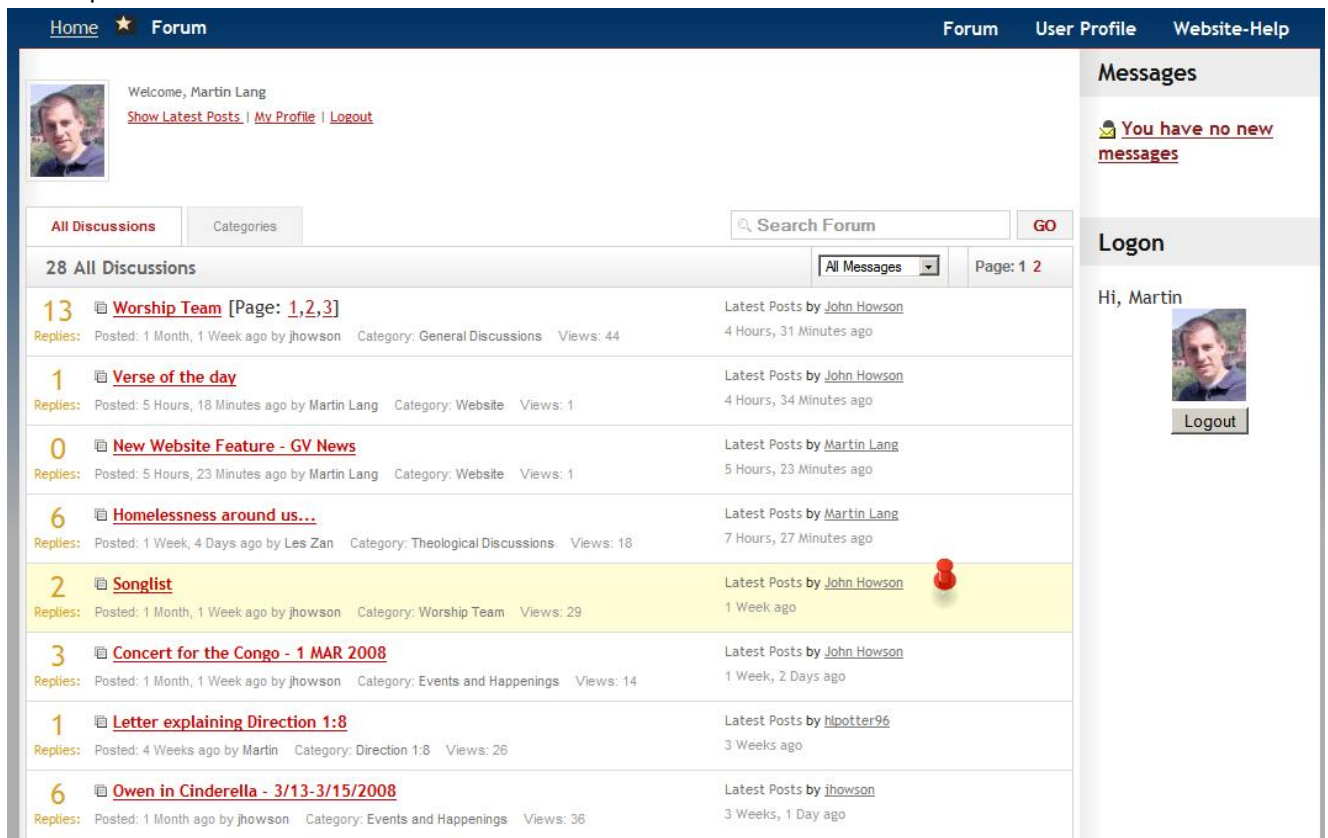 Home Forum Forum User Profile Website-Help
Welcome, Martin Lang
Show Latest Posts | My Profile | Logout
Messages
You have no new
messages
All Discussions Categories Search Forum GO
Logon
28 All Discussions All Messages Page: 1 2
Hi, Martin
Logout
13 Worship Team [Page: 1,2,3] Latest Posts by John Howson
Replies: Posted: 1 Month, 1 Week ago by jhowson Category: General Discussions Views: 44 4 Hours, 31 Minutes ago
1 Verse of the day Latest Posts by John Howson
Replies: Posted: 5 Hours, 18 Minutes ago by Martin Lang Category: Website Views: 1 4 Hours, 34 Minutes ago
0 New Website Feature - GV News Latest Posts by Martin Lang
Replies: Posted: 5 Hours, 23 Minutes ago by Martin Lang Category: Website Views: 1 5 Hours, 23 Minutes ago
6 Homelessness around us... Latest Posts by Martin Lang
Replies: Posted: 1 Week, 4 Days ago by Les Zan Category: Theological Discussions Views: 18 7 Hours, 27 Minutes ago
2 Songlist Latest Posts by John Howson
Replies: Posted: 1 Month, 1 Week ago by jhowson Category: Worship Team Views: 29 1 Week ago
3 Concert for the Congo - 1 MAR 2008 Latest Posts by John Howson
Replies: Posted: 1 Month, 1 Week ago by jhowson Category: Events and Happenings Views: 14 1 Week, 2 Days ago
1 Letter explaining Direction 1:8 Latest Posts by hlpotter96
Replies: Posted: 4 Weeks ago by Martin Category: Direction 1:8 Views: 26 3 Weeks ago
6 Owen in Cinderella - 3/13-3/15/2008 Latest Posts by jhowson
Replies: Posted: 1 Month ago by jhowson Category: Events and Happenings Views: 36 3 Weeks, 1 Day ago